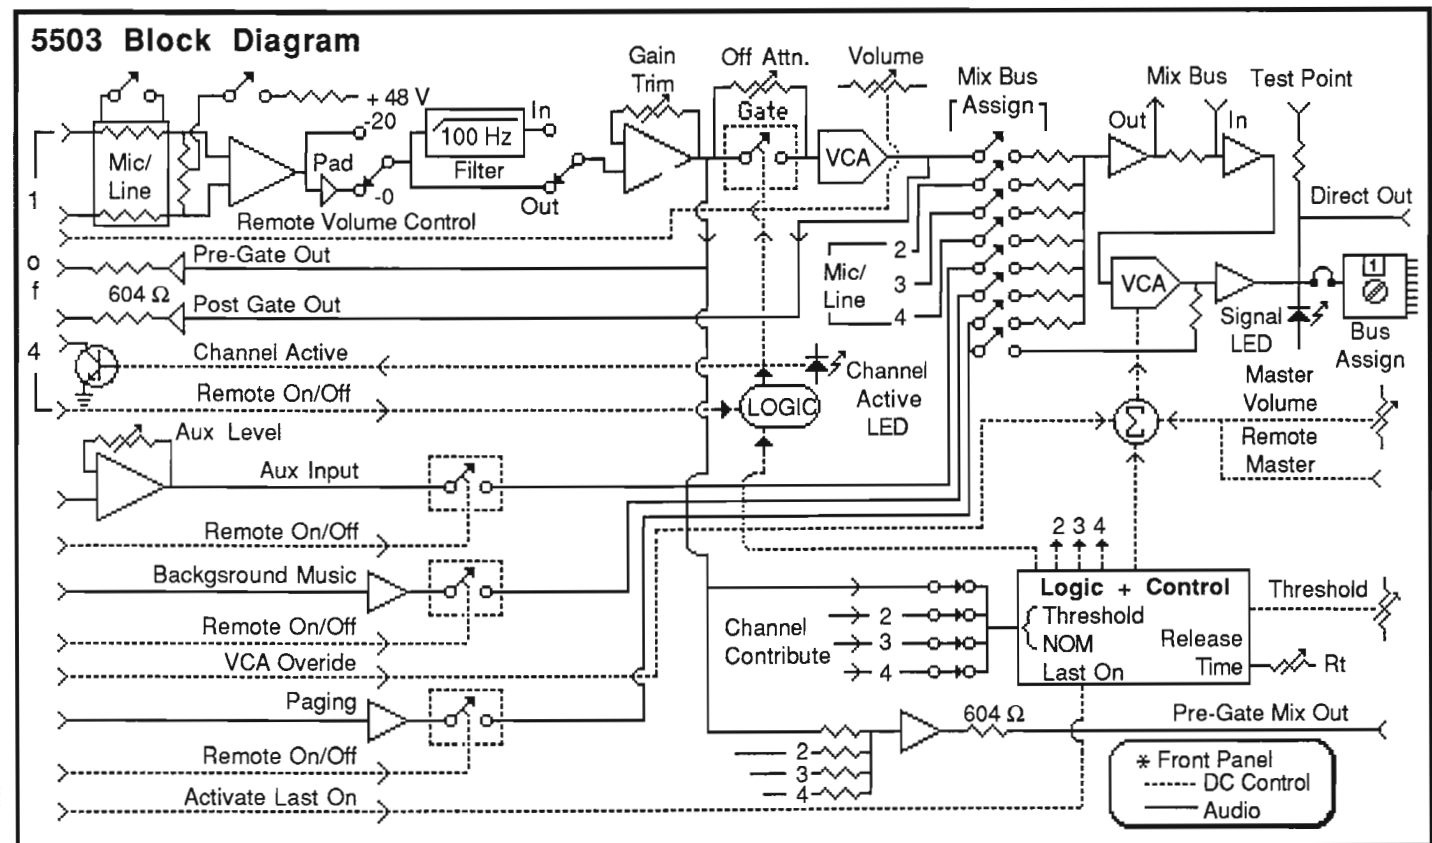 5503 Block Diagram
Gain Trim
Off Attn.
Volume
Mix Bus Assign
Mix Bus
Test Point
+ 48 V
-20
In
Gate
Out
In
100 Hz
Mic/ Line
Pad
Filter
VCA
-0
Out
1
Direct Out
Remote Volume Control
o
f
4
Pre-Gate Out
604 Ω
Post Gate Out
Mic/ Line
2
3
4
VCA
1
Signal LED
Bus Assign
Channel Active
Channel Active LED
Remote On/Off
LOGIC
Σ
Master Volume
Remote Master
Aux Level
Aux Input
Remote On/Off
Backgsround Music
Remote On/Off
VCA Overide
Paging
Remote On/Off
Activate Last On
2 3 4
Logic + Control
Threshold
NOM
Last On
Release Time
Threshold
Rt
Channel Contribute
2
3
4
604 Ω
Pre-Gate Mix Out
2
3
4
* Front Panel
DC Control
Audio